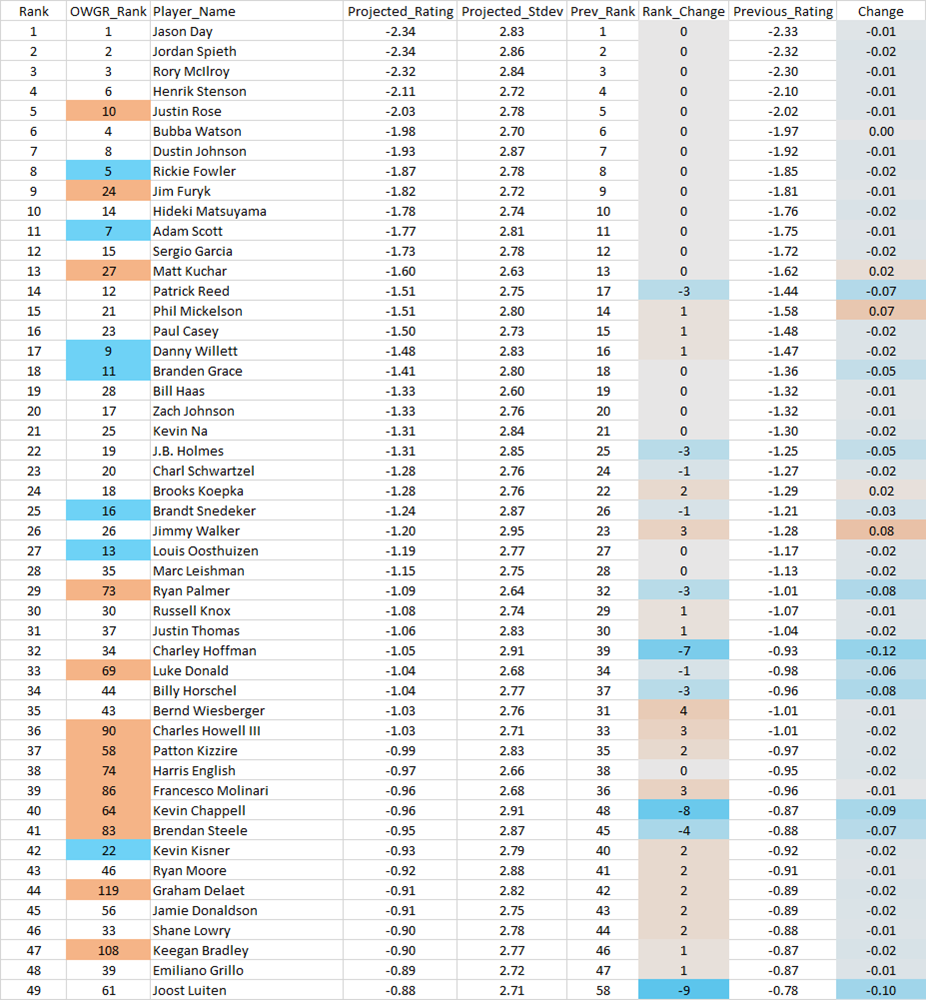 Rank OWGR_Rank Player_Name Projected_Rating Projected_Stdev Prev_Rank Rank_Change Previous_Rating Change
1 1 Jason Day -2.34 2.83 1 0 -2.33 -0.01
2 2 Jordan Spieth -2.34 2.86 2 0 -2.32 -0.02
3 3 Rory McIlroy -2.32 2.84 3 0 -2.30 -0.01
4 6 Henrik Stenson -2.11 2.72 4 0 -2.10 -0.01
5 10 Justin Rose -2.03 2.78 5 0 -2.02 -0.01
6 4 Bubba Watson -1.98 2.70 6 0 -1.97 0.00
7 8 Dustin Johnson -1.93 2.87 7 0 -1.92 -0.01
8 5 Rickie Fowler -1.87 2.78 8 0 -1.85 -0.02
9 24 Jim Furyk -1.82 2.72 9 0 -1.81 -0.01
10 14 Hideki Matsuyama -1.78 2.74 10 0 -1.76 -0.02
11 7 Adam Scott -1.77 2.81 11 0 -1.75 -0.01
12 15 Sergio Garcia -1.73 2.78 12 0 -1.72 -0.02
13 27 Matt Kuchar -1.60 2.63 13 0 -1.62 0.02
14 12 Patrick Reed -1.51 2.75 17 -3 -1.44 -0.07
15 21 Phil Mickelson -1.51 2.80 14 1 -1.58 0.07
16 23 Paul Casey -1.50 2.73 15 1 -1.48 -0.02
17 9 Danny Willett -1.48 2.83 16 1 -1.47 -0.02
18 11 Branden Grace -1.41 2.80 18 0 -1.36 -0.05
19 28 Bill Haas -1.33 2.60 19 0 -1.32 -0.01
20 17 Zach Johnson -1.33 2.76 20 0 -1.32 -0.01
21 25 Kevin Na -1.31 2.84 21 0 -1.30 -0.02
22 19 J.B. Holmes -1.31 2.85 25 -3 -1.25 -0.05
23 20 Charl Schwartzel -1.28 2.76 24 -1 -1.27 -0.02
24 18 Brooks Koepka -1.28 2.76 22 2 -1.29 0.02
25 16 Brandt Snedeker -1.24 2.87 26 -1 -1.21 -0.03
26 26 Jimmy Walker -1.20 2.95 23 3 -1.28 0.08
27 13 Louis Oosthuizen -1.19 2.77 27 0 -1.17 -0.02
28 35 Marc Leishman -1.15 2.75 28 0 -1.13 -0.02
29 73 Ryan Palmer -1.09 2.64 32 -3 -1.01 -0.08
30 30 Russell Knox -1.08 2.74 29 1 -1.07 -0.01
31 37 Justin Thomas -1.06 2.83 30 1 -1.04 -0.02
32 34 Charley Hoffman -1.05 2.91 39 -7 -0.93 -0.12
33 69 Luke Donald -1.04 2.68 34 -1 -0.98 -0.06
34 44 Billy Horschel -1.04 2.77 37 -3 -0.96 -0.08
35 43 Bernd Wiesberger -1.03 2.76 31 4 -1.01 -0.01
36 90 Charles Howell III -1.03 2.71 33 3 -1.01 -0.02
37 58 Patton Kizzire -0.99 2.83 35 2 -0.97 -0.02
38 74 Harris English -0.97 2.66 38 0 -0.95 -0.02
39 86 Francesco Molinari -0.96 2.68 36 3 -0.96 -0.01
40 64 Kevin Chappell -0.96 2.91 48 -8 -0.87 -0.09
41 83 Brendan Steele -0.95 2.87 45 -4 -0.88 -0.07
42 22 Kevin Kisner -0.93 2.79 40 2 -0.92 -0.02
43 46 Ryan Moore -0.92 2.88 41 2 -0.91 -0.01
44 119 Graham Delaet -0.91 2.82 42 2 -0.89 -0.02
45 56 Jamie Donaldson -0.91 2.75 43 2 -0.89 -0.02
46 33 Shane Lowry -0.90 2.78 44 2 -0.88 -0.01
47 108 Keegan Bradley -0.90 2.77 46 1 -0.87 -0.02
48 39 Emiliano Grillo -0.89 2.72 47 1 -0.87 -0.01
49 61 Joost Luiten -0.88 2.71 58 -9 -0.78 -0.10